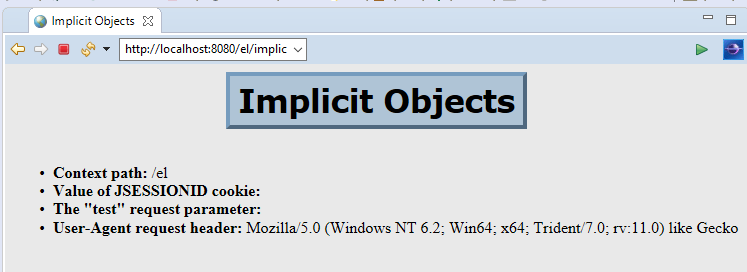 Implicit Objects
http://localhost:8080/el/implic
Implicit Objects
• Context path: /el
• Value of JSESSIONID cookie:
• The "test" request parameter:
• User-Agent request header: Mozilla/5.0 (Windows NT 6.2; Win64; x64; Trident/7.0; rv:11.0) like Gecko